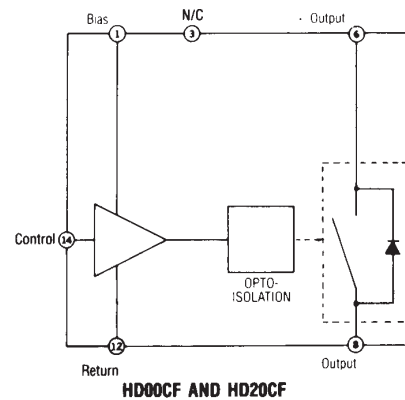 Bias
N/C
Output
1
3
6
Control
14
OPTO-
ISOLATION
12
8
Return
Output
HD00CF AND HD20CF